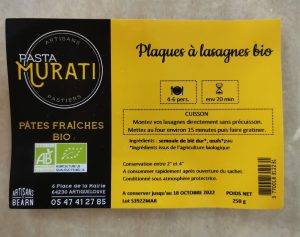 ARTISANS
PASTA
MURATI
PASTIERS
PÂTES FRAÎCHES
BIO
AB
AGRICULTURE
BIOLOGIQUE
6 Place de la Mairie
64230 ARTIGUELOUVE
ARTISANS
BEARN
05 47 41 27 85
Plaques à lasagnes bio
4-6 pers.
env 20 min
CUISSON
Montez vos lasagnes directement sans précuisson.
Mettez au four environ 15 minutes puis faire gratiner.
Ingrédients : semoule de blé dur*, œufs*
*Ingrédients issus de l'agriculture biologique
Conservation entre 2° et 4°
A consommer rapidement après ouverture du sachet.
Conditionné sous atmosphère protectrice.
A conserver jusqu'au 18 OCTOBRE 2022
Lot
POIDS NET
250 g